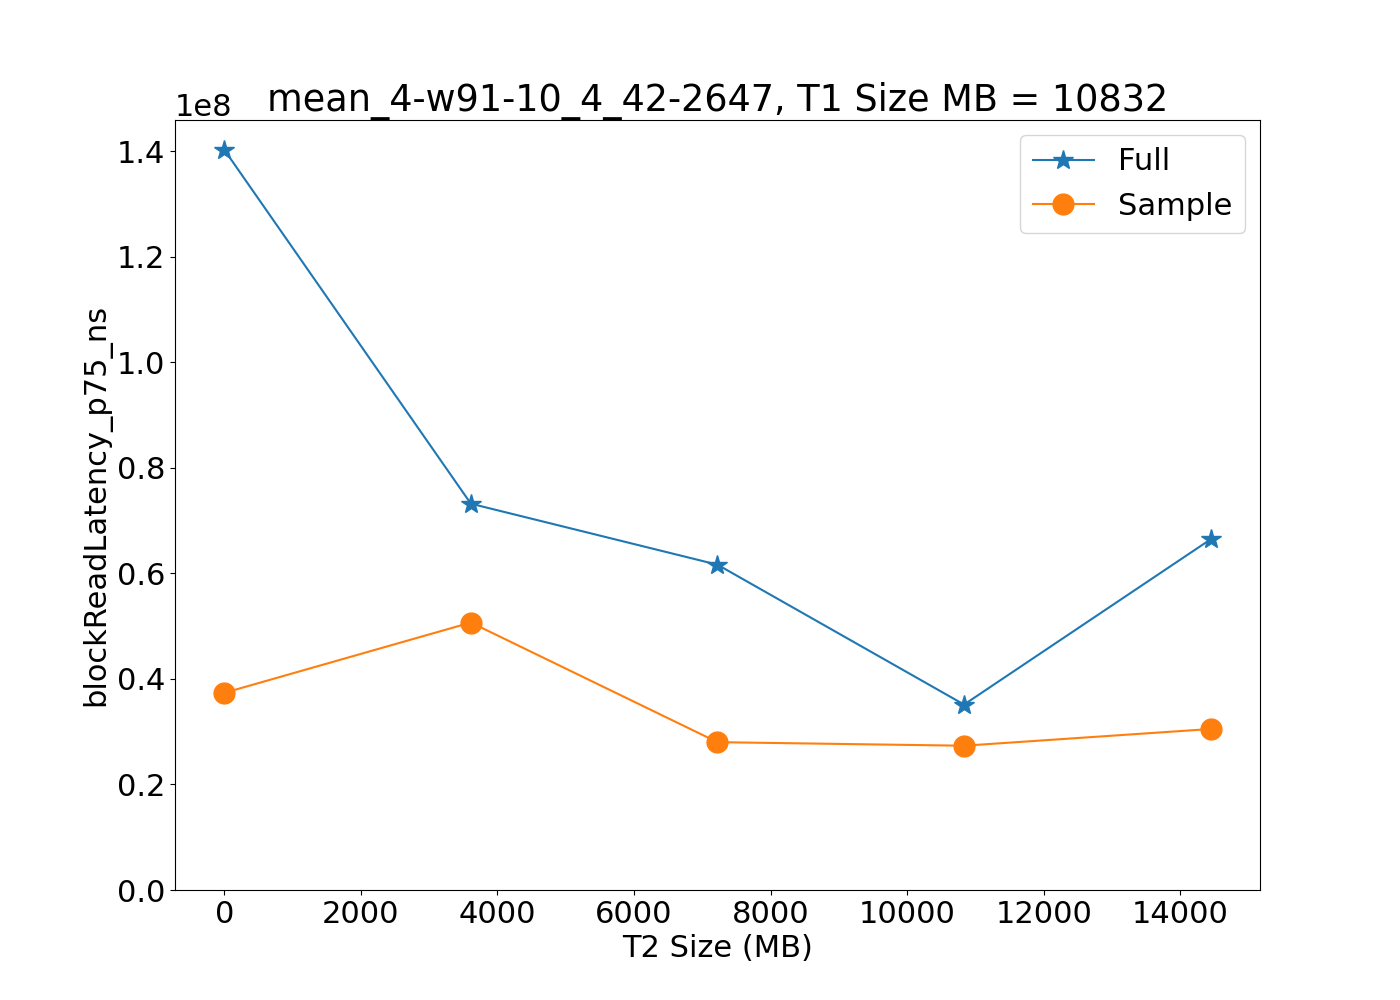 mean_4-w91-10_4_42-2647, T1 Size MB = 10832
1e8
Full
Sample
1.4
1.2
1.0
0.8
0.6
0.4
0.2
0.0
blockReadLatency_p75_ns
0 2000 4000 6000 8000 10000 12000 14000
T2 Size (MB)